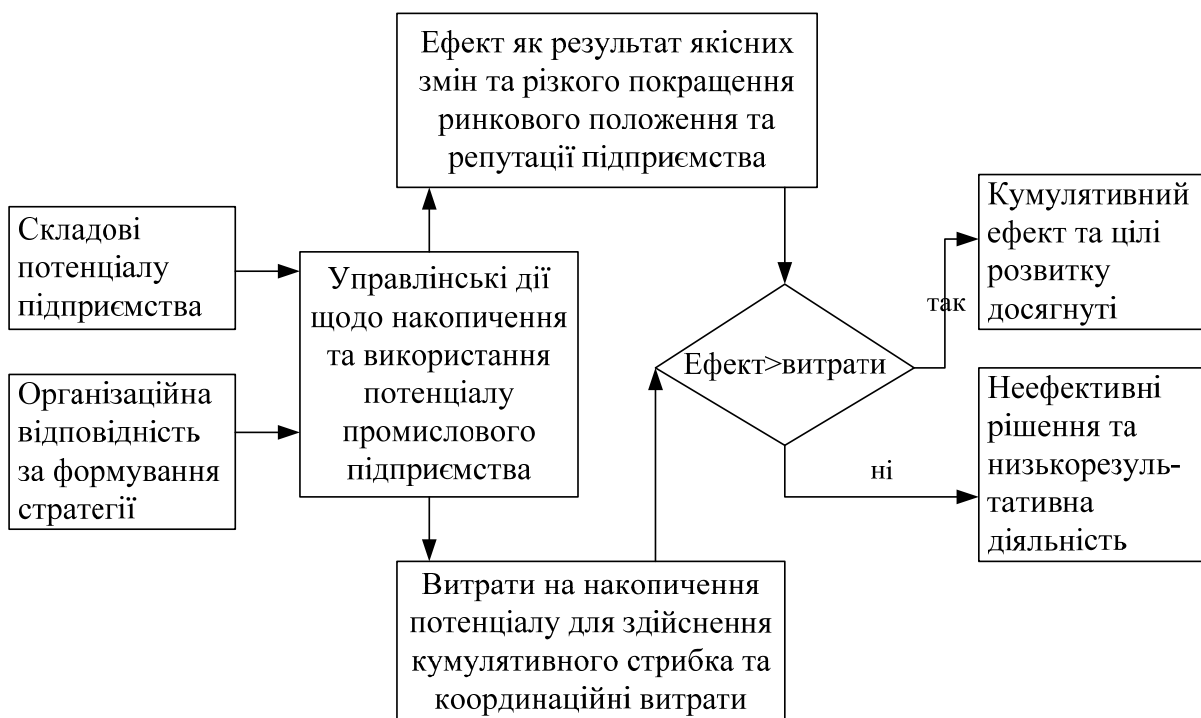 Ефект як результат якісних
змін та різкого покращення
ринкового положення та
репутації підприємства
Складові
потенціалу
підприємства
Організаційна
відповідність
за формування
стратегії
Управлінські дії
щодо накопичення
та використання
потенціалу
промислового
підприємства
Витрати на накопичення
потенціалу для здійснення
кумулятивного стрибка та
координаційні витрати
Ефект>витрати
так
ні
Кумулятивний
ефект та цілі
розвитку
досягнуті
Неефективні
рішення та
низькорезуль-
тативна
діяльність